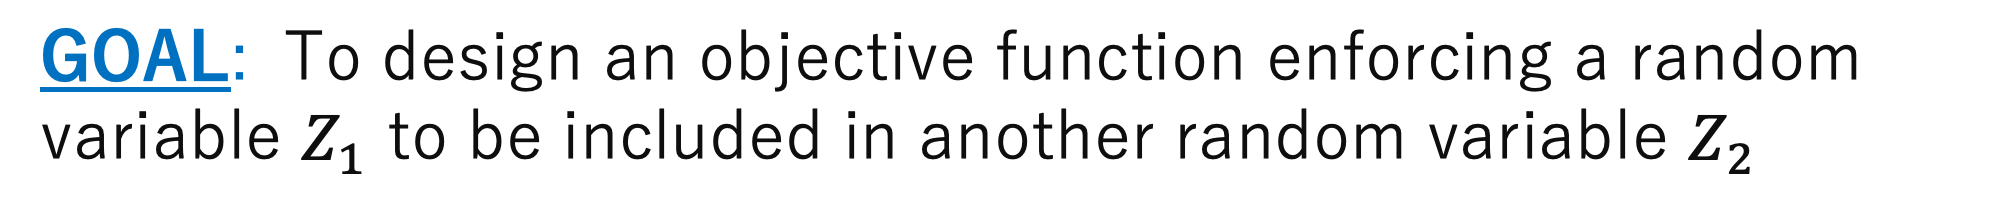 GOAL: To design an objective function enforcing a random
variable Z₁ to be included in another random variable Z₂